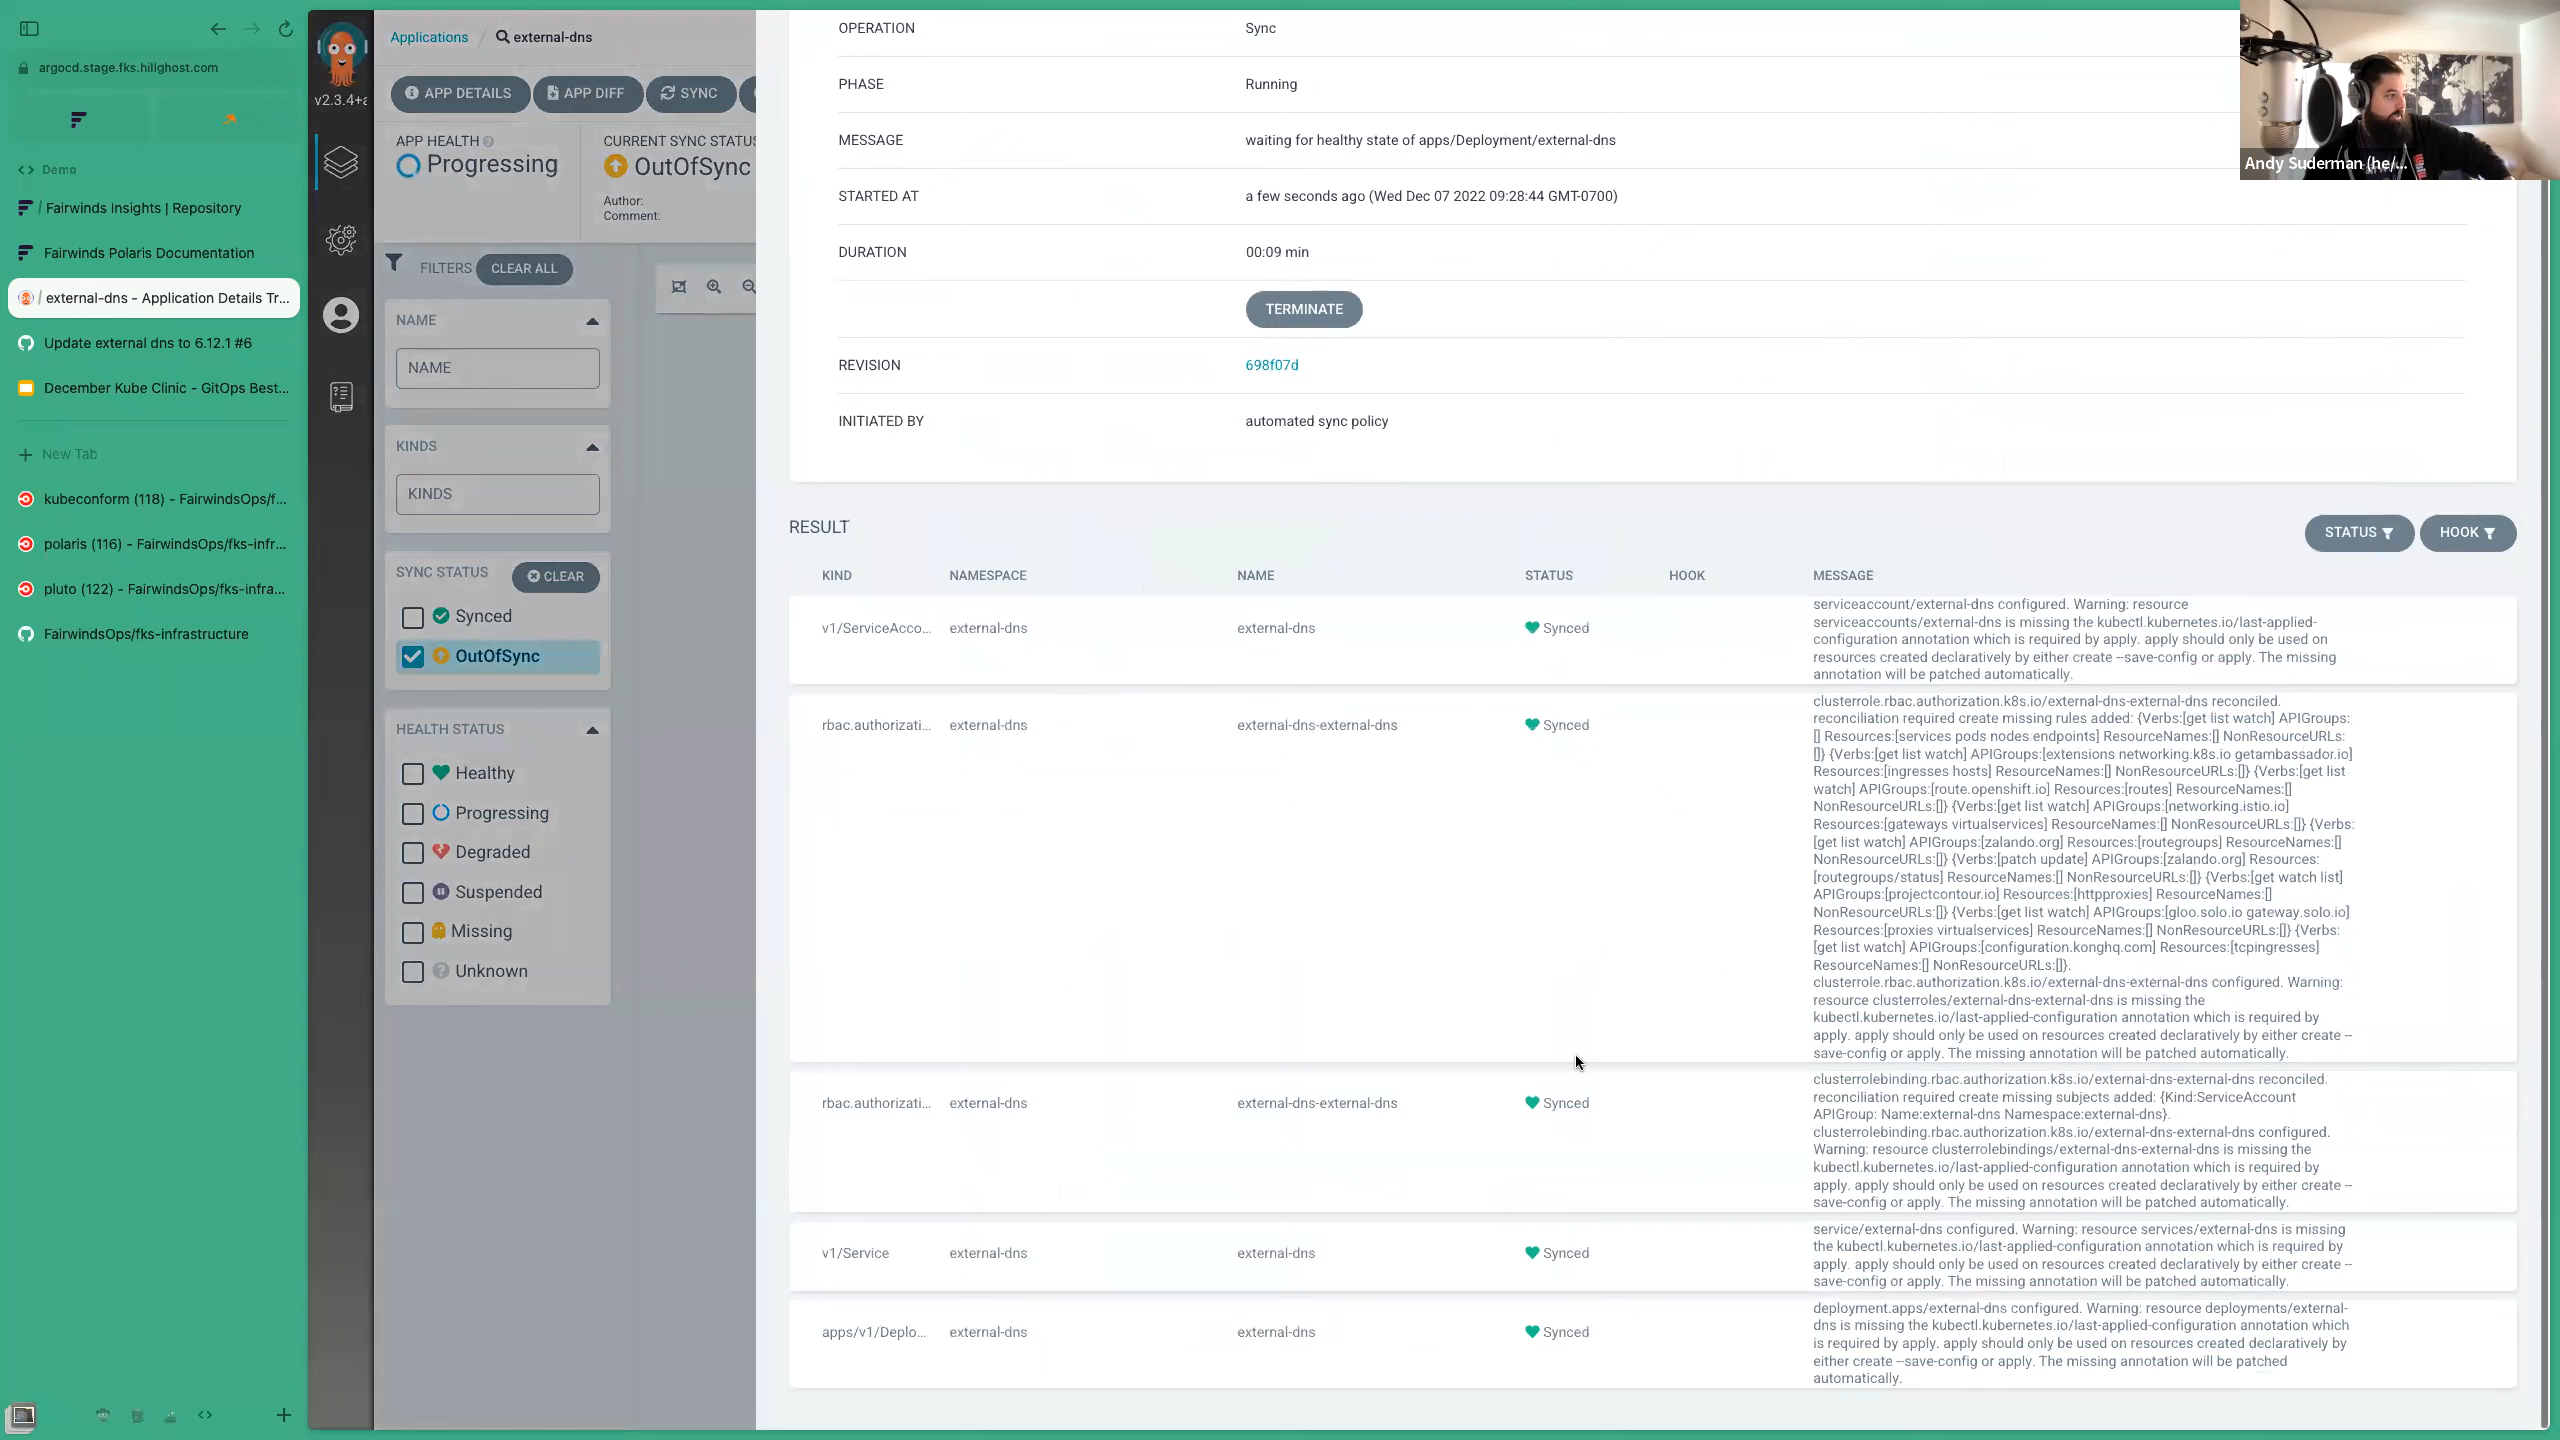 argocd.stage.fks.hillghost.com
Demo
/ Fairwinds Insights | Repository
Fairwinds Polaris Documentation
/ external-dns - Application Details Tr...
Update external dns to 6.12.1 #6
December Kube Clinic - GitOps Best...
New Tab
kubeconform (118) - FairwindsOps/f...
polaris (116) - FairwindsOps/fks-infr...
pluto (122) - FairwindsOps/fks-infra...
FairwindsOps/fks-infrastructure
v2.3.4+a
Applications / external-dns
APP DETAILS
APP DIFF
SYNC
APP HEALTH
Progressing
CURRENT SYNC STATUS
OutOfSync
Author:
Comment:
FILTERS
CLEAR ALL
NAME
NAME
KINDS
KINDS
SYNC STATUS
CLEAR
Synced
OutOfSync
HEALTH STATUS
Healthy
Progressing
Degraded
Suspended
Missing
Unknown
OPERATION Sync
PHASE Running
MESSAGE waiting for healthy state of apps/Deployment/external-dns
STARTED AT a few seconds ago (Wed Dec 07 2022 09:28:44 GMT-0700)
DURATION 00:09 min
TERMINATE
REVISION 698f07d
INITIATED BY automated sync policy
Andy Suderman (he/...
RESULT
STATUS
HOOK
KIND NAMESPACE NAME STATUS HOOK MESSAGE
v1/ServiceAcco... external-dns external-dns Synced
serviceaccount/external-dns configured. Warning: resource
serviceaccounts/external-dns is missing the kubectl.kubernetes.io/last-applied-
configuration annotation which is required by apply. apply should only be used on
resources created declaratively by either create --save-config or apply. The missing
annotation will be patched automatically.
rbac.authorizati... external-dns external-dns-external-dns Synced
clusterrole.rbac.authorization.k8s.io/external-dns-external-dns reconciled.
reconciliation required create missing rules added: {Verbs:[get list watch] APIGroups:
[] Resources:[services pods nodes endpoints] ResourceNames:[] NonResourceURLs:
[]} {Verbs:[get list watch] APIGroups:[extensions networking.k8s.io getambassador.io]
Resources:[ingresses hosts] ResourceNames:[] NonResourceURLs:[]} {Verbs:[get list
watch] APIGroups:[route.openshift.io] Resources:[routes] ResourceNames:[]
NonResourceURLs:[]} {Verbs:[get list watch] APIGroups:[networking.istio.io]
Resources:[gateways virtualservices] ResourceNames:[] NonResourceURLs:[]} {Verbs:
[get list watch] APIGroups:[zalando.org] Resources:[routegroups] ResourceNames:[]
NonResourceURLs:[]} {Verbs:[patch update] APIGroups:[zalando.org] Resources:
[routegroups/status] ResourceNames:[] NonResourceURLs:[]} {Verbs:[get watch list]
APIGroups:[projectcontour.io] Resources:[httpproxies] ResourceNames:[]
NonResourceURLs:[]} {Verbs:[get list watch] APIGroups:[gloo.solo.io gateway.solo.io]
Resources:[proxies virtualservices] ResourceNames:[] NonResourceURLs:[]} {Verbs:
[get list watch] APIGroups:[configuration.konghq.com] Resources:[tcpingresses]
ResourceNames:[] NonResourceURLs:[]}.
clusterrole.rbac.authorization.k8s.io/external-dns-external-dns configured. Warning:
resource clusterroles/external-dns-external-dns is missing the
kubectl.kubernetes.io/last-applied-configuration annotation which is required by
apply. apply should only be used on resources created declaratively by either create --
save-config or apply. The missing annotation will be patched automatically.
rbac.authorizati... external-dns external-dns-external-dns Synced
clusterrolebinding.rbac.authorization.k8s.io/external-dns-external-dns reconciled.
reconciliation required create missing subjects added: {Kind:ServiceAccount
APIGroup: Name:external-dns Namespace:external-dns}.
clusterrolebinding.rbac.authorization.k8s.io/external-dns-external-dns configured.
Warning: resource clusterrolebindings/external-dns-external-dns is missing the
kubectl.kubernetes.io/last-applied-configuration annotation which is required by
apply. apply should only be used on resources created declaratively by either create --
save-config or apply. The missing annotation will be patched automatically.
v1/Service external-dns external-dns Synced
service/external-dns configured. Warning: resource services/external-dns is missing
the kubectl.kubernetes.io/last-applied-configuration annotation which is required by
apply. apply should only be used on resources created declaratively by either create --
save-config or apply. The missing annotation will be patched automatically.
apps/v1/Deplo... external-dns external-dns Synced
deployment.apps/external-dns configured. Warning: resource deployments/external-
dns is missing the kubectl.kubernetes.io/last-applied-configuration annotation which
is required by apply. apply should only be used on resources created declaratively by
either create --save-config or apply. The missing annotation will be patched
automatically.